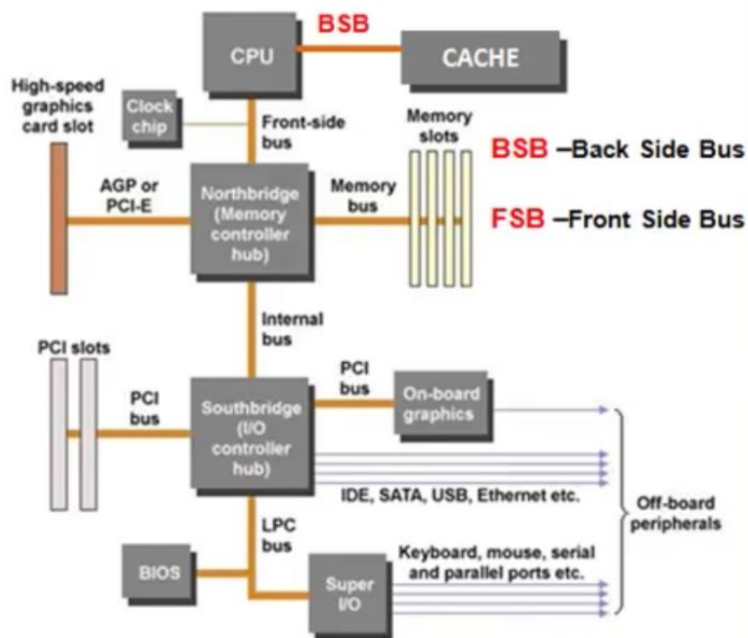 BSB
CPU
CACHE
High-speed
graphics
card slot
Clock
chip
Front-side
bus
Memory
slots
BSB –Back Side Bus
AGP or
PCI-E
Northbridge
(Memory
controller
hub)
Memory
bus
FSB –Front Side Bus
Internal
bus
PCI slots
PCI
bus
Southbridge
(I/O
controller
hub)
PCI
bus
On-board
graphics
IDE, SATA, USB, Ethernet etc.
Off-board
peripherals
LPC
bus
BIOS
Super
I/O
Keyboard, mouse, serial
and parallel ports etc.